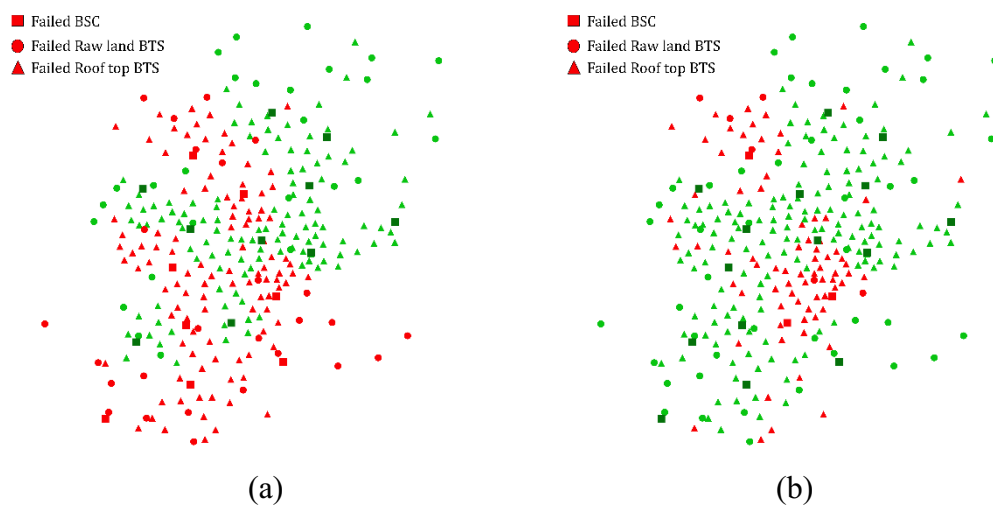 Failed BSC
Failed Raw land BTS
Failed Roof top BTS
Failed BSC
Failed Raw land BTS
Failed Roof top BTS
(a)
(b)